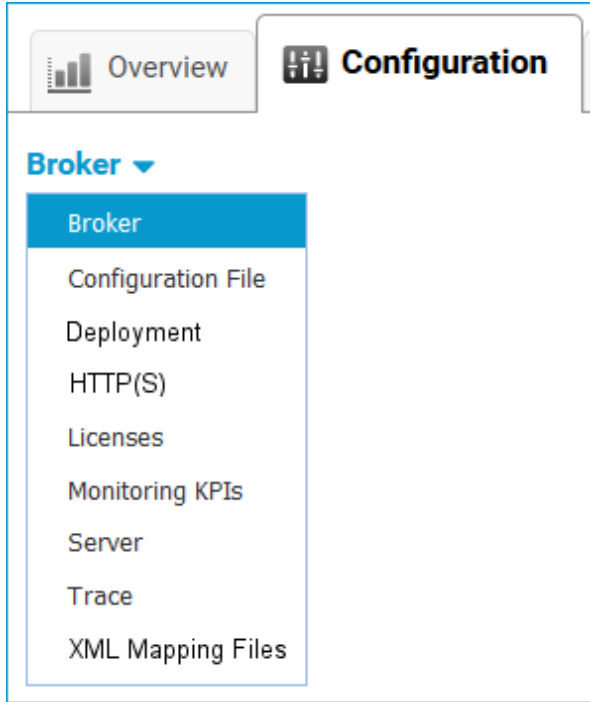 Overview
Configuration
Broker
Broker
Configuration File
Deployment
HTTP(S)
Licenses
Monitoring KPIs
Server
Trace
XML Mapping Files